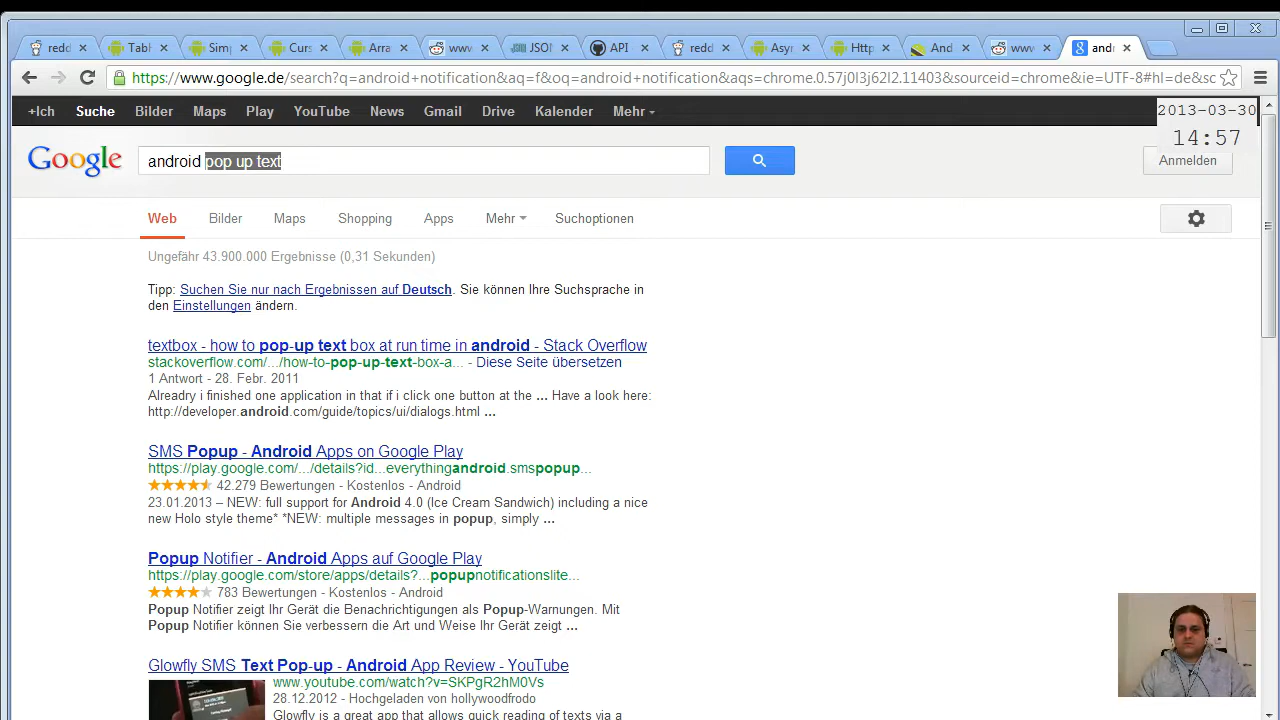 redd
Tabl
Sim
Curs
Arra
www
JSO
API
redd
Asy
Http
And
www
and
https://www.google.de/search?q=android+notification&aq=f&oq=android+notification&aqs=chrome.0.57j0l3j62l2.11403&sourceid=chrome&ie=UTF-8#hl=de&sc
+Ich Suche Bilder Maps Play YouTube News Gmail Drive Kalender Mehr
2013-03-30
14:57
Google
android pop up text
Anmelden
Web Bilder Maps Shopping Apps Mehr Suchoptionen
Ungefähr 43.900.000 Ergebnisse (0,31 Sekunden)
Tipp: Suchen Sie nur nach Ergebnissen auf Deutsch. Sie können Ihre Suchsprache in
den Einstellungen ändern.
textbox - how to pop-up text box at run time in android - Stack Overflow
stackoverflow.com/.../how-to-pop-up-text-box-a... - Diese Seite übersetzen
1 Antwort - 28. Febr. 2011
Alreadry i finished one application in that if i click one button at the ... Have a look here:
http://developer.android.com/guide/topics/ui/dialogs.html ...
SMS Popup - Android Apps on Google Play
https://play.google.com/.../details?id...everythingandroid.smspopup...
42.279 Bewertungen - Kostenlos - Android
23.01.2013 – NEW: full support for Android 4.0 (Ice Cream Sandwich) including a nice
new Holo style theme* *NEW: multiple messages in popup, simply ...
Popup Notifier - Android Apps auf Google Play
https://play.google.com/store/apps/details?...popupnotificationslite...
783 Bewertungen - Kostenlos - Android
Popup Notifier zeigt Ihr Gerät die Benachrichtigungen als Popup-Warnungen. Mit
Popup Notifier können Sie verbessern die Art und Weise Ihr Gerät zeigt ...
Glowfly SMS Text Pop-up - Android App Review - YouTube
www.youtube.com/watch?v=SKPgR2hM0Vs
28.12.2012 - Hochgeladen von hollywoodfrodo
Glowfly is a great app that allows quick reading of texts via a